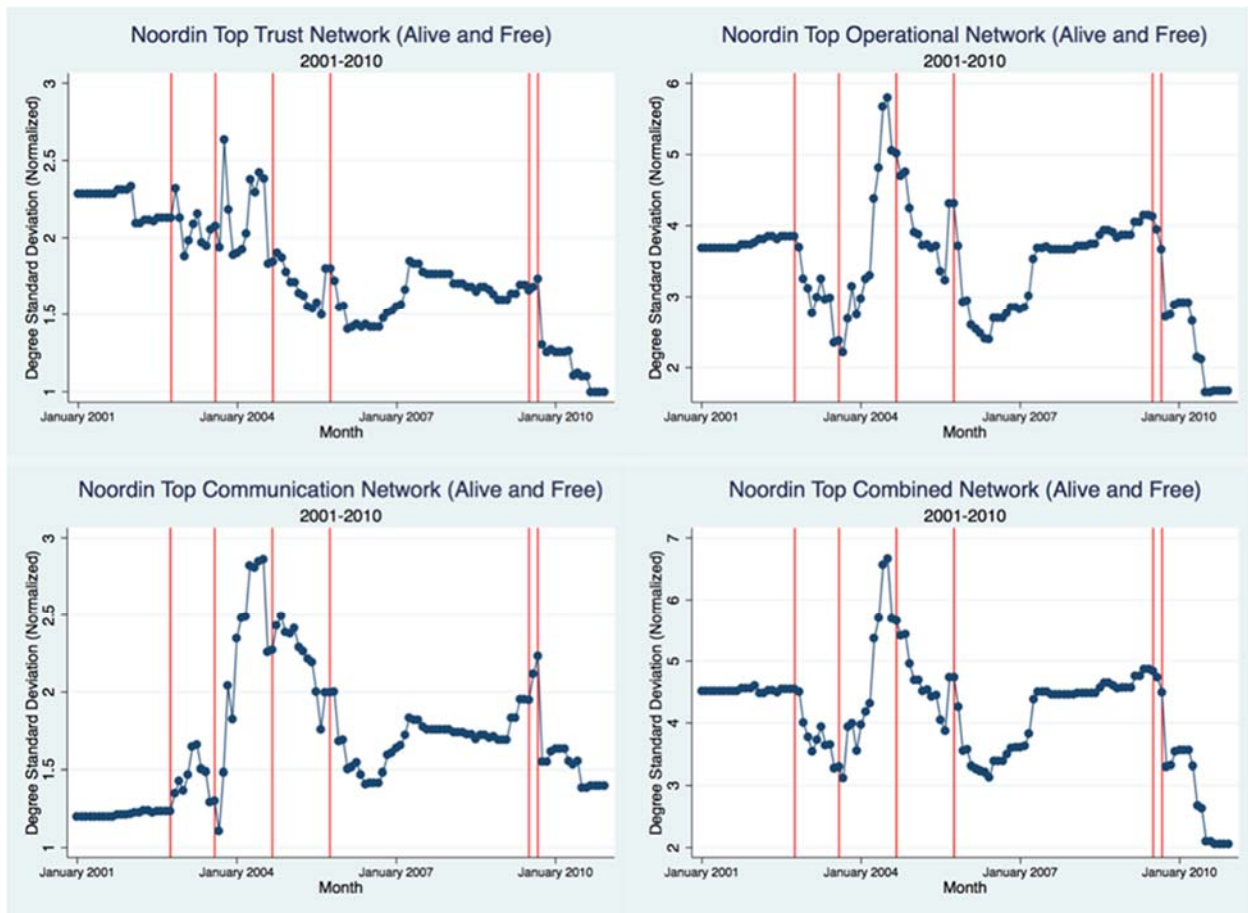 Noordin Top Trust Network (Alive and Free)
2001-2010
Degree Standard Deviation (Normalized)
3
2.5
2
1.5
1
January 2001
January 2004
January 2007
January 2010
Month
Noordin Top Operational Network (Alive and Free)
2001-2010
Degree Standard Deviation (Normalized)
6
5
4
3
2
January 2001
January 2004
January 2007
January 2010
Month
Noordin Top Communication Network (Alive and Free)
2001-2010
Degree Standard Deviation (Normalized)
3
2.5
2
1.5
1
January 2001
January 2004
January 2007
January 2010
Month
Noordin Top Combined Network (Alive and Free)
2001-2010
Degree Standard Deviation (Normalized)
7
6
5
4
3
2
January 2001
January 2004
January 2007
January 2010
Month